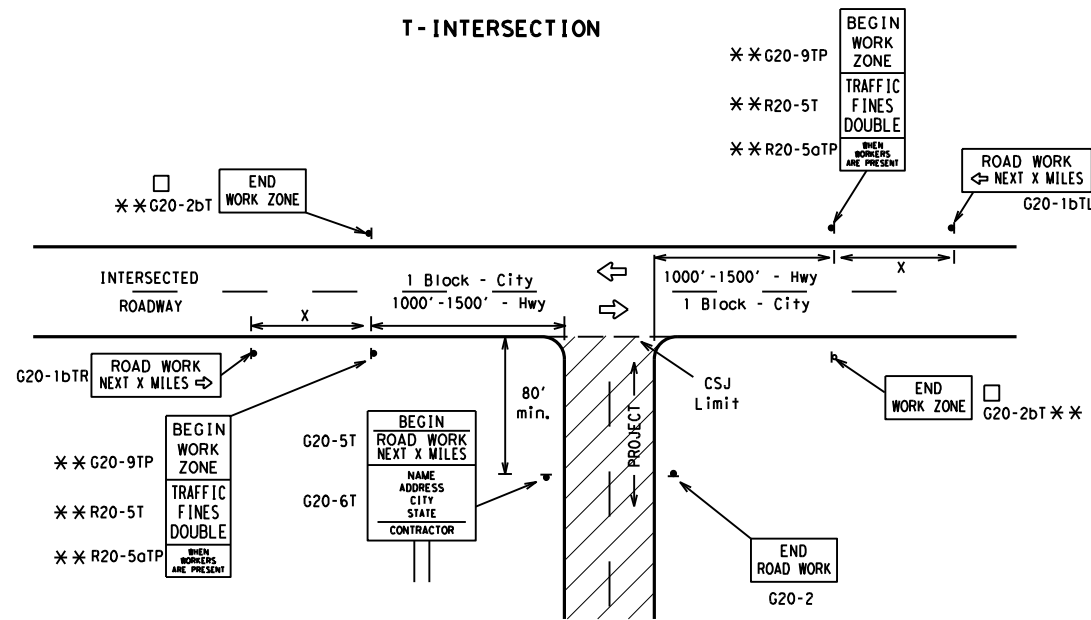 T-INTERSECTION
BEGIN
WORK
ZONE
**G20-9TP
TRAFFIC
FINES
DOUBLE
**R20-5T
WHEN
WORKERS
ARE PRESENT
**R20-5aTP
ROAD WORK
⇦ NEXT X MILES
G20-1bTL
□
**G20-2bT
END
WORK ZONE
INTERSECTED
ROADWAY
1 Block - City
1000'-1500' - Hwy
1000'-1500' - Hwy
1 Block - City
X
X
ROAD WORK
NEXT X MILES ⇨
G20-1bTR
80'
min.
CSJ
Limit
PROJECT
END
WORK ZONE
□
G20-2bT**
BEGIN
WORK
ZONE
**G20-9TP
TRAFFIC
FINES
DOUBLE
**R20-5T
WHEN
WORKERS
ARE PRESENT
**R20-5aTP
G20-5T
BEGIN
ROAD WORK
NEXT X MILES
G20-6T
NAME
ADDRESS
CITY
STATE
CONTRACTOR
END
ROAD WORK
G20-2